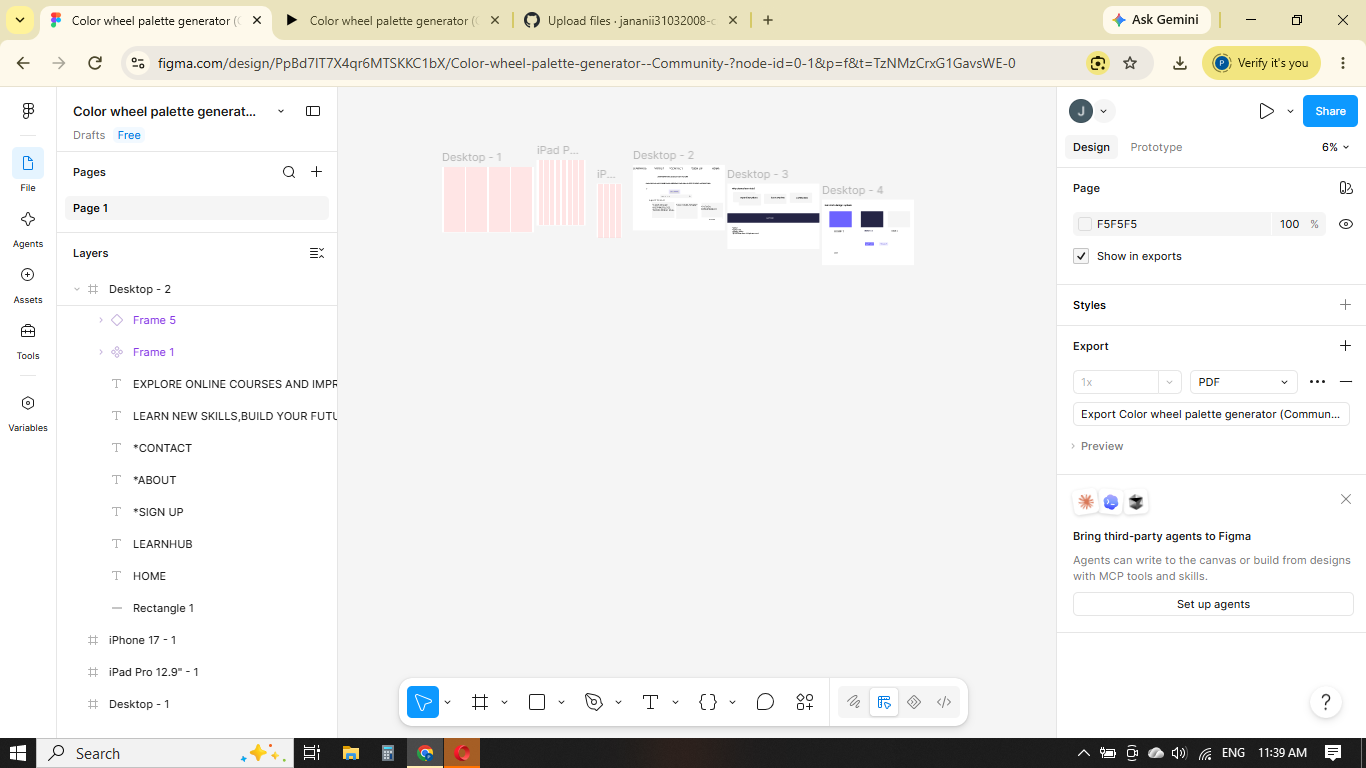 Color wheel palette generator (C
Color wheel palette generator (C
Upload files · jananii31032008-c
Ask Gemini
figma.com/design/PpBd7IT7X4qr6MTSKKC1bX/Color-wheel-palette-generator--Community-?node-id=0-1&p=f&t=TzNMzCrxG1GavsWE-0
P
Verify it's you
Color wheel palette generat...
Drafts
Free
File
Agents
Assets
Tools
Variables
Pages
Page 1
Layers
Desktop - 2
Frame 5
Frame 1
EXPLORE ONLINE COURSES AND IMPR
LEARN NEW SKILLS,BUILD YOUR FUTU
*CONTACT
*ABOUT
*SIGN UP
LEARNHUB
HOME
Rectangle 1
iPhone 17 - 1
iPad Pro 12.9" - 1
Desktop - 1
Desktop - 1
iPad P...
iP...
Desktop - 2
Desktop - 3
Desktop - 4
J
Share
Design
Prototype
6%
Page
F5F5F5
100
%
Show in exports
Styles
Export
1x
PDF
Export Color wheel palette generator (Commun...
Preview
Bring third-party agents to Figma
Agents can write to the canvas or build from designs
with MCP tools and skills.
Set up agents
?
Search
ENG
11:39 AM